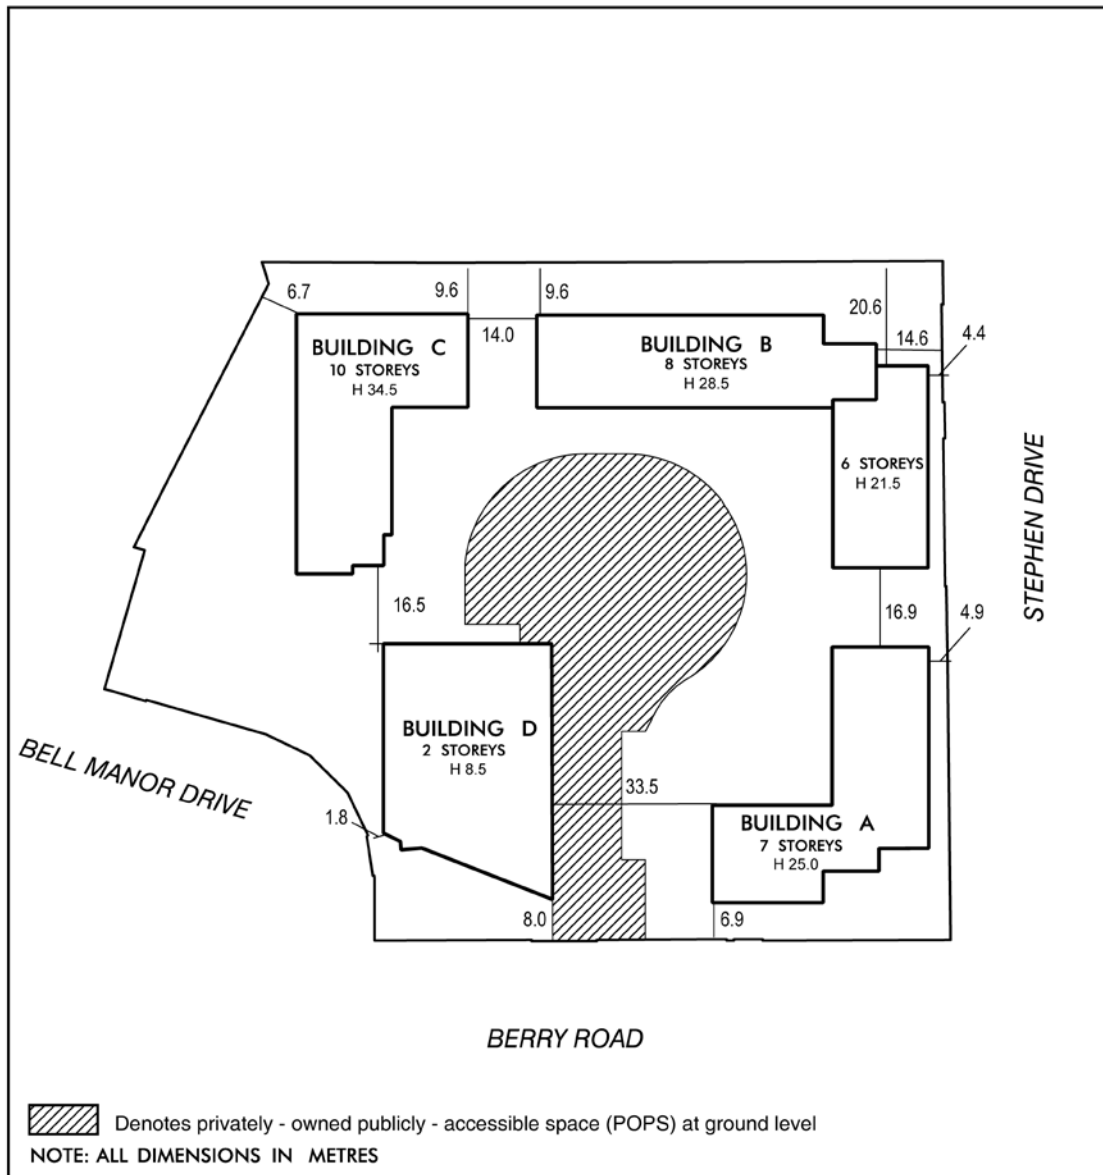 6.7
9.6
9.6
20.6
14.0
14.6
4.4
BUILDING C
10 STOREYS
H 34.5
BUILDING B
8 STOREYS
H 28.5
6 STOREYS
H 21.5
STEPHEN DRIVE
16.5
16.9
4.9
BUILDING D
2 STOREYS
H 8.5
BELL MANOR DRIVE
33.5
1.8
BUILDING A
7 STOREYS
H 25.0
8.0
6.9
BERRY ROAD
Denotes privately - owned publicly - accessible space (POPS) at ground level
NOTE: ALL DIMENSIONS IN METRES